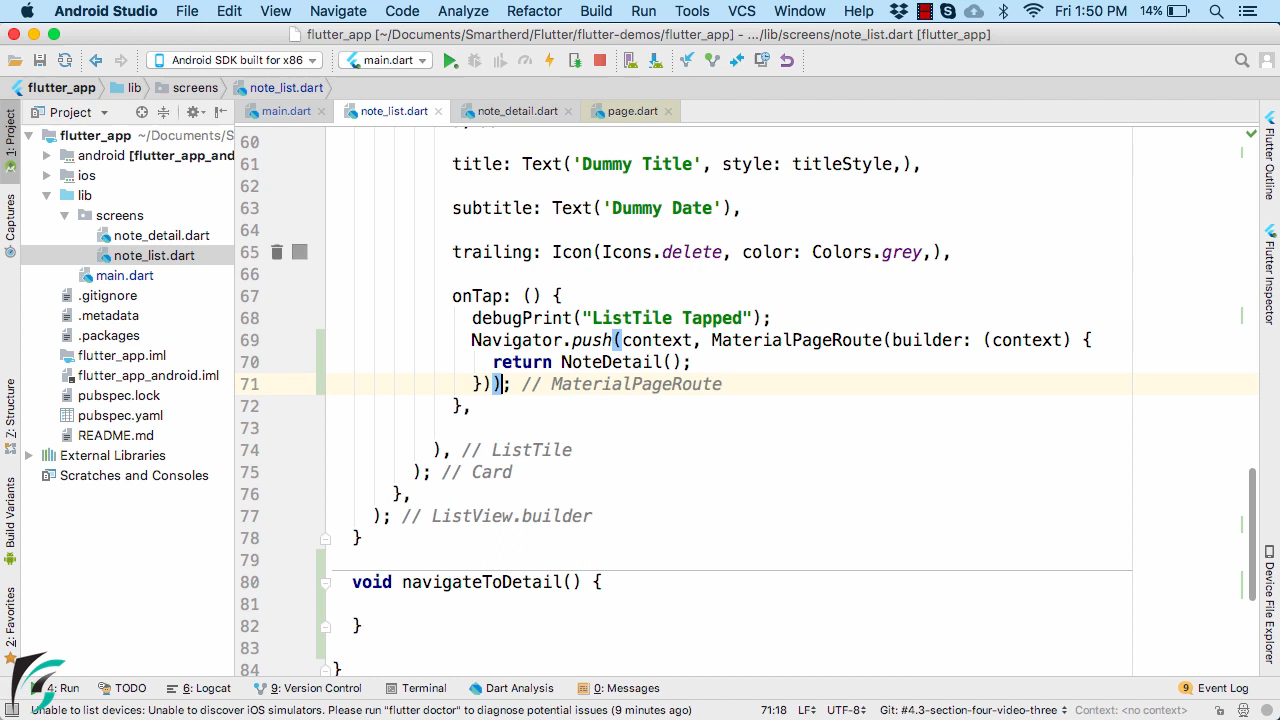 Android Studio File Edit View Navigate Code Analyze Refactor Build Run Tools VCS Window Help Fri 1:50 PM 14%
flutter_app [~/Documents/Smartherd/Flutter/flutter-demos/flutter_app] - .../lib/screens/note_list.dart [flutter_app]
Android SDK built for x86 main.dart
flutter_app lib screens note_list.dart
Project main.dart note_list.dart note_detail.dart page.dart
1: Project
Captures
7: Structure
Build Variants
2: Favorites
flutter_app ~/Documents/S
android [flutter_app_and
ios
lib
screens
note_detail.dart
note_list.dart
main.dart
.gitignore
.metadata
.packages
flutter_app.iml
flutter_app_android.iml
pubspec.lock
pubspec.yaml
README.md
External Libraries
Scratches and Consoles
60
61 title: Text('Dummy Title', style: titleStyle,),
62
63 subtitle: Text('Dummy Date'),
64
65 trailing: Icon(Icons.delete, color: Colors.grey,),
66
67 onTap: () {
68 debugPrint("ListTile Tapped");
69 Navigator.push(context, MaterialPageRoute(builder: (context) {
70 return NoteDetail();
71 })); // MaterialPageRoute
72 },
73
74 ), // ListTile
75 ); // Card
76 },
77 ); // ListView.builder
78 }
79
80 void navigateToDetail() {
81
82 }
83
84 }
Flutter Outline
Flutter Inspector
Device File Explorer
4: Run TODO 6: Logcat 9: Version Control Terminal Dart Analysis 0: Messages 9 Event Log
Unable to list devices: Unable to discover iOS simulators. Please run "flutter doctor" to diagnose potential issues (9 minutes ago) 71:18 LF UTF-8 Git: #4.3-section-four-video-three Context: <no context>